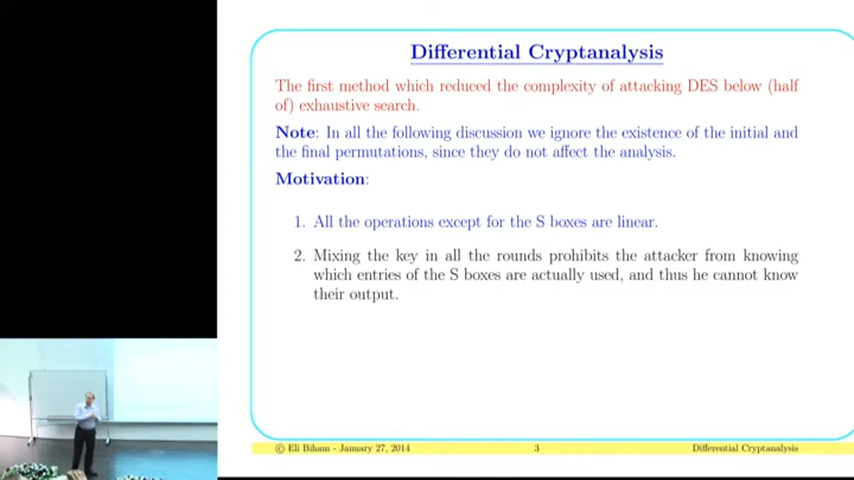 Differential Cryptanalysis
The first method which reduced the complexity of attacking DES below (half
of) exhaustive search.
Note: In all the following discussion we ignore the existence of the initial and
the final permutations, since they do not affect the analysis.
Motivation:
1. All the operations except for the S boxes are linear.
2. Mixing the key in all the rounds prohibits the attacker from knowing
which entries of the S boxes are actually used, and thus he cannot know
their output.
© Eli Biham - January 27, 2014 3 Differential Cryptanalysis